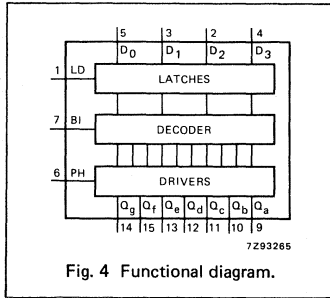 5 3 2 4
D0 D1 D2 D3
1 LD LATCHES
7 BI DECODER
6 PH DRIVERS
Qg Qf Qe Qd Qc Qb Qa
14 15 13 12 11 10 9
7Z93265
Fig. 4 Functional diagram.